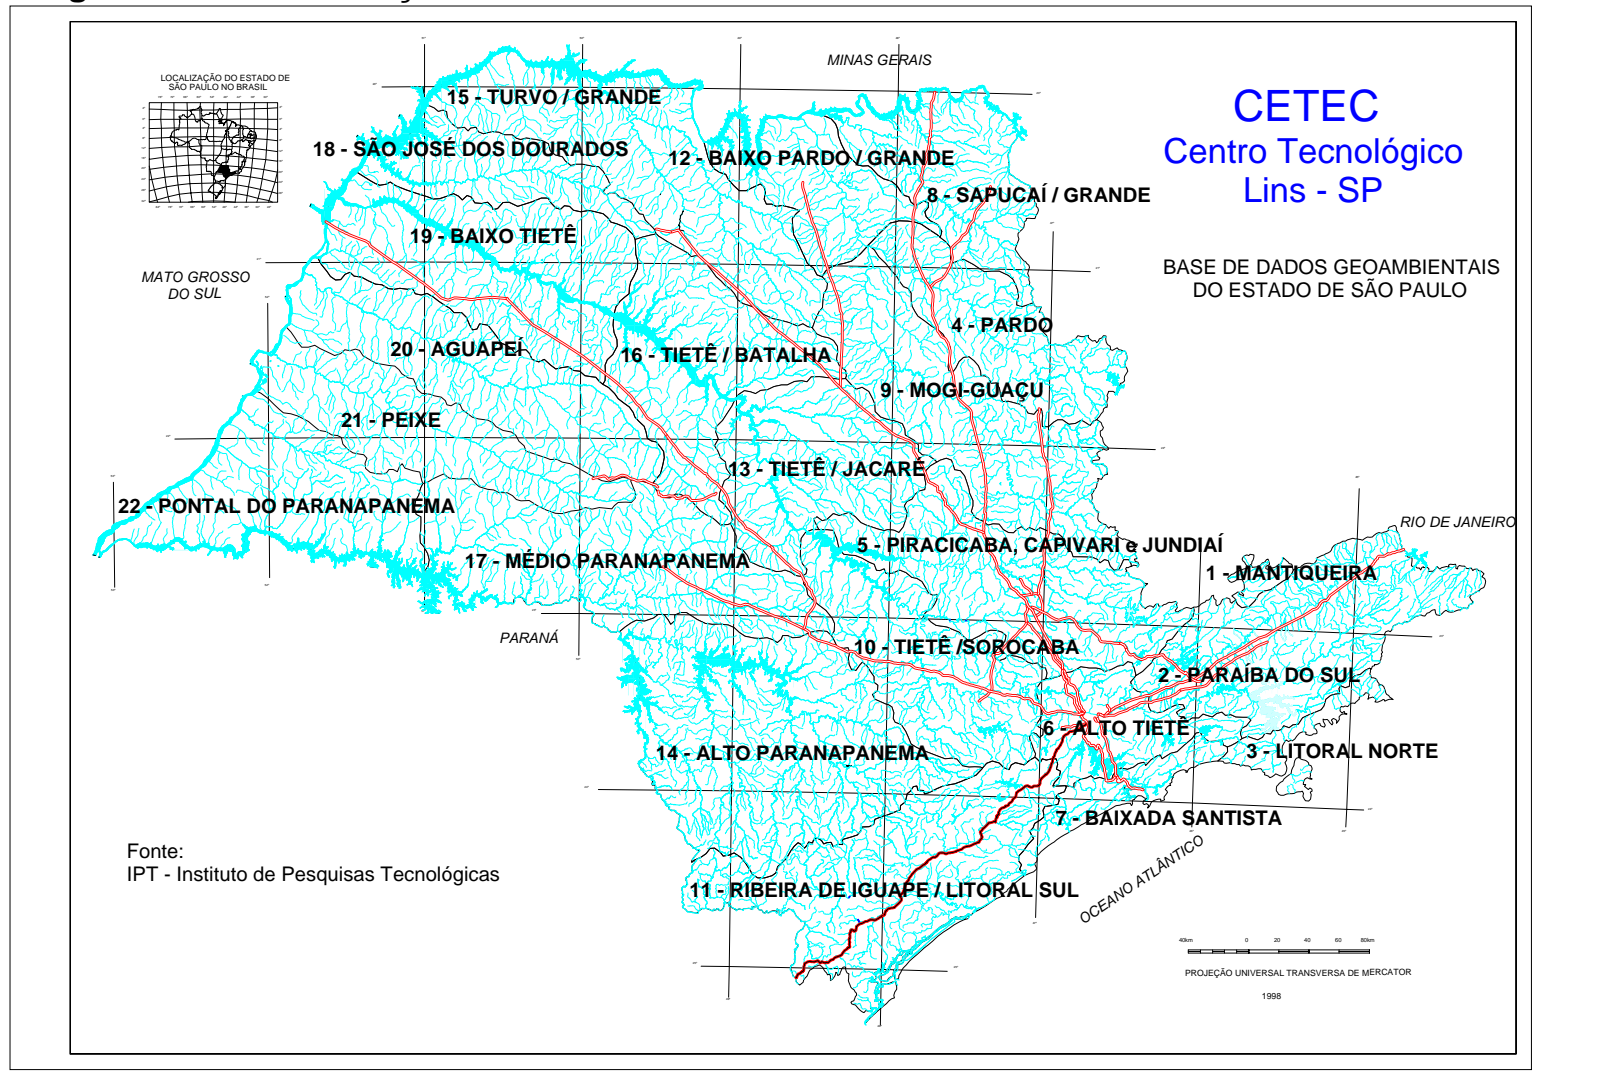 LOCALIZAÇÃO DO ESTADO DE
SÃO PAULO NO BRASIL
MINAS GERAIS
CETEC
Centro Tecnológico
Lins - SP
BASE DE DADOS GEOAMBIENTAIS
DO ESTADO DE SÃO PAULO
15 - TURVO / GRANDE
18 - SÃO JOSÉ DOS DOURADOS
12 - BAIXO PARDO / GRANDE
8 - SAPUCAÍ / GRANDE
19 - BAIXO TIETÊ
MATO GROSSO
DO SUL
4 - PARDO
20 - AGUAPEÍ
16 - TIETÊ / BATALHA
9 - MOGI-GUAÇU
21 - PEIXE
13 - TIETÊ / JACARÉ
22 - PONTAL DO PARANAPANEMA
RIO DE JANEIRO
5 - PIRACICABA, CAPIVARI e JUNDIAÍ
17 - MÉDIO PARANAPANEMA
1 - MANTIQUEIRA
PARANÁ
10 - TIETÊ /SOROCABA
2 - PARAÍBA DO SUL
6 - ALTO TIETÊ
14 - ALTO PARANAPANEMA
3 - LITORAL NORTE
7 - BAIXADA SANTISTA
Fonte:
IPT - Instituto de Pesquisas Tecnológicas
11 - RIBEIRA DE IGUAPE / LITORAL SUL
OCEANO ATLÂNTICO
40km 0 20 40 60 80km
PROJEÇÃO UNIVERSAL TRANSVERSA DE MERCATOR
1998